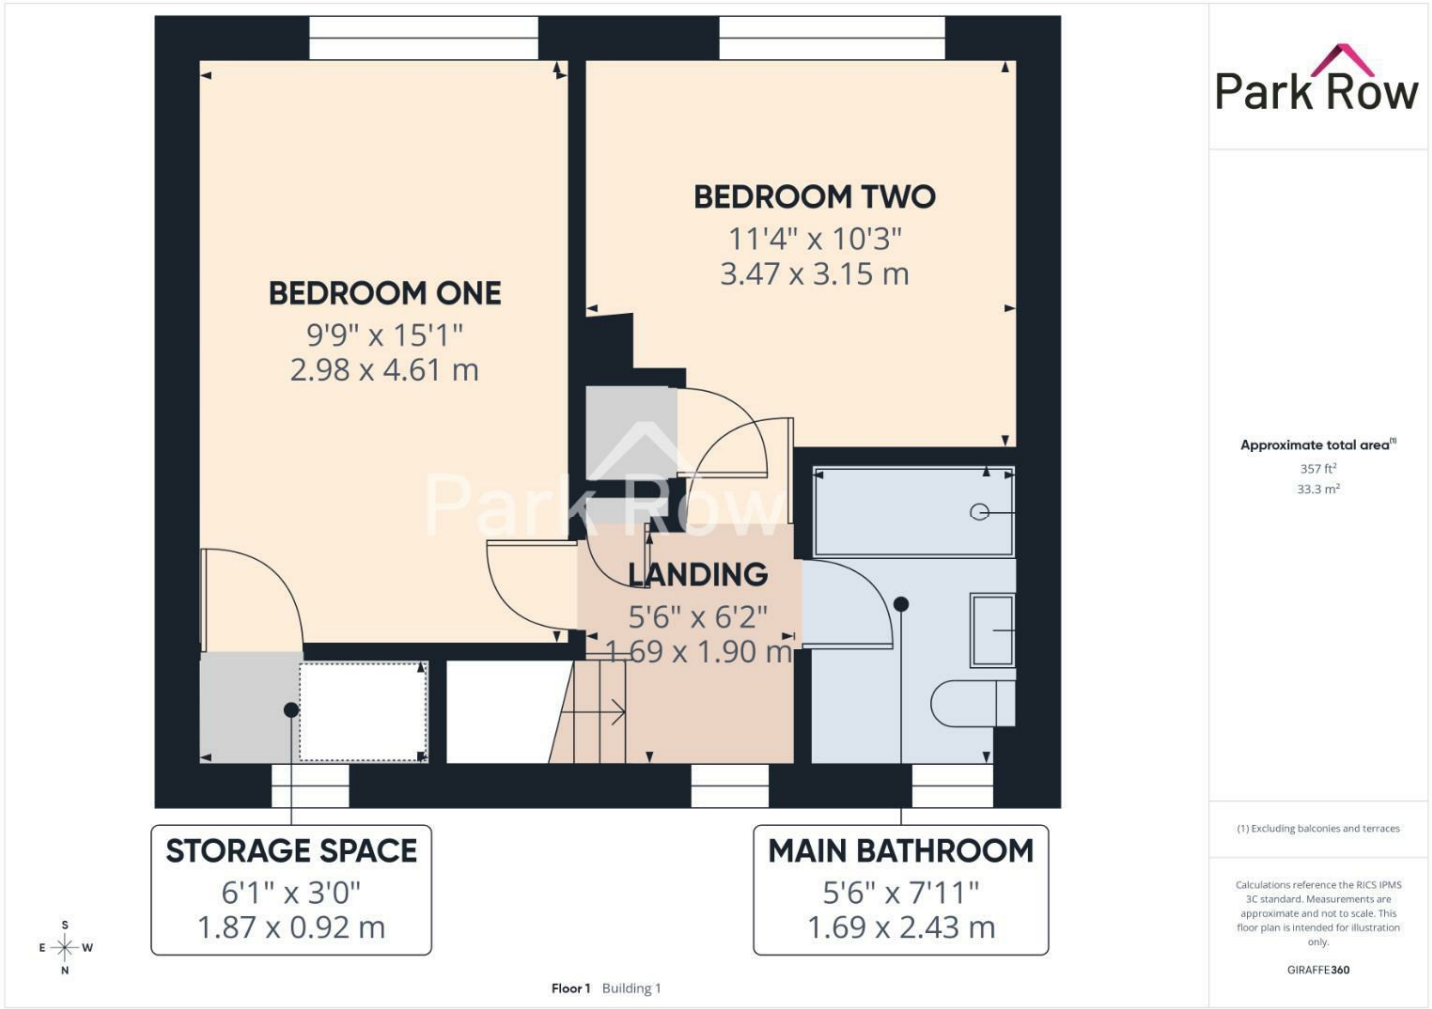 Park Row
BEDROOM TWO
11'4" x 10'3"
3.47 x 3.15 m
BEDROOM ONE
9'9" x 15'1"
2.98 x 4.61 m
Park Row
LANDING
5'6" x 6'2"
1.69 x 1.90 m
STORAGE SPACE
6'1" x 3'0"
1.87 x 0.92 m
MAIN BATHROOM
5'6" x 7'11"
1.69 x 2.43 m
S
E W
N
Floor 1 Building 1
Approximate total area(1)
357 ft²
33.3 m²
(1) Excluding balconies and terraces
Calculations reference the RICS IPMS
3C standard. Measurements are
approximate and not to scale. This
floor plan is intended for illustration
only.
GIRAFFE360